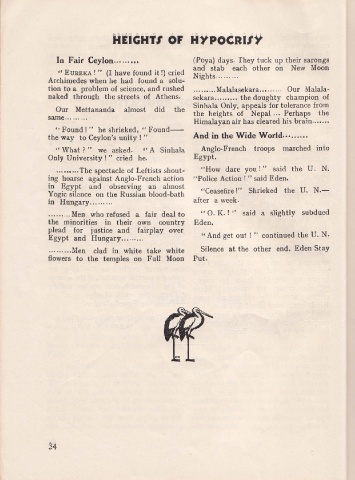 HEIGHTS OF HYPOCRISY
In Fair Ceylon.........
"EUREKA!" (I have found it!) cried
Archimedes when he had found a solu-
tion to a problem of science, and rushed
naked through the streets of Athens.
Our Mettananda almost did the
same.........
"Found!" he shrieked, "Found—
the way to Ceylon's unity!"
"What?" we asked. "A Sinhala
Only University!" cried he.
.........The spectacle of Leftists shout-
ing hoarse against Anglo-French action
in Egypt and observing an almost
Yogic silence on the Russian blood-bath
in Hungary.........
.........Men who refused a fair deal to
the minorities in their own country
plead for justice and fairplay over
Egypt and Hungary.........
.........Men clad in white take white
flowers to the temples on Full Moon
(Poya) days. They tuck up their sarongs
and stab each other on New Moon
Nights.........
.........Malalasekara......... Our Malala-
sekara......... the doughty champion of
Sinhala Only, appeals for tolerance from
the heights of Nepal ... Perhaps the
Himalayan air has cleared his brain.......
And in the Wide World.........
Anglo-French troops marched into
Egypt.
"How dare you!" said the U. N.
"Police Action!" said Eden.
"Ceasefire!" Shrieked the U. N.—
after a week.
"O. K.!" said a slightly subdued
Eden.
"And get out!" continued the U. N.
Silence at the other end. Eden Stay
Put.
34